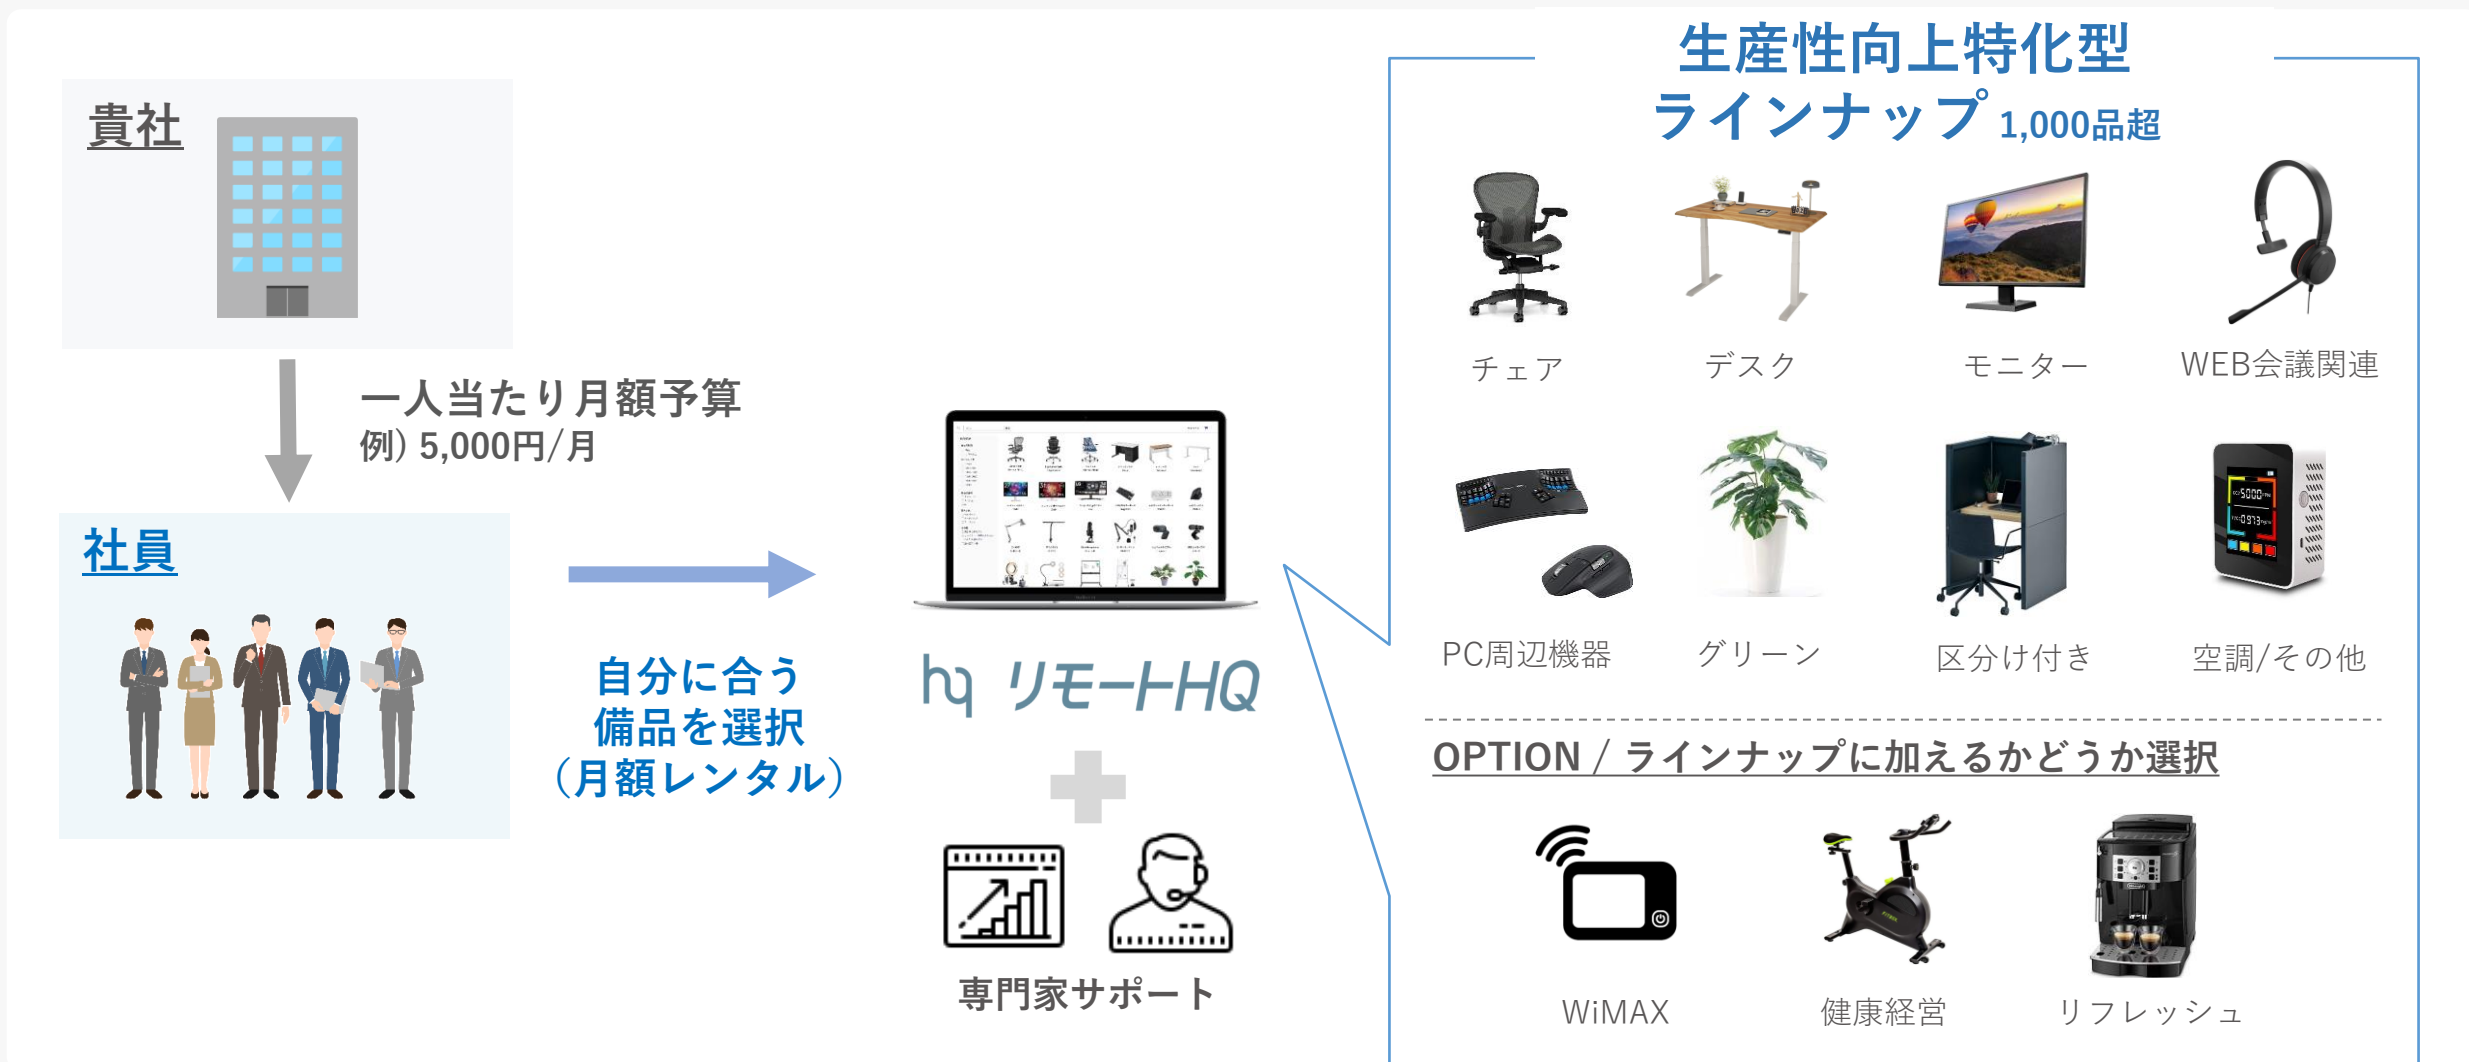 貴社
一人当たり月額予算
例) 5,000円/月
社員
自分に合う
備品を選択
（月額レンタル）
hq リモートHQ
専門家サポート
生産性向上特化型
ラインナップ 1,000品超
チェア
デスク
モニター
WEB会議関連
PC周辺機器
グリーン
区分け付き
空調/その他
OPTION / ラインナップに加えるかどうか選択
WiMAX
健康経営
リフレッシュ